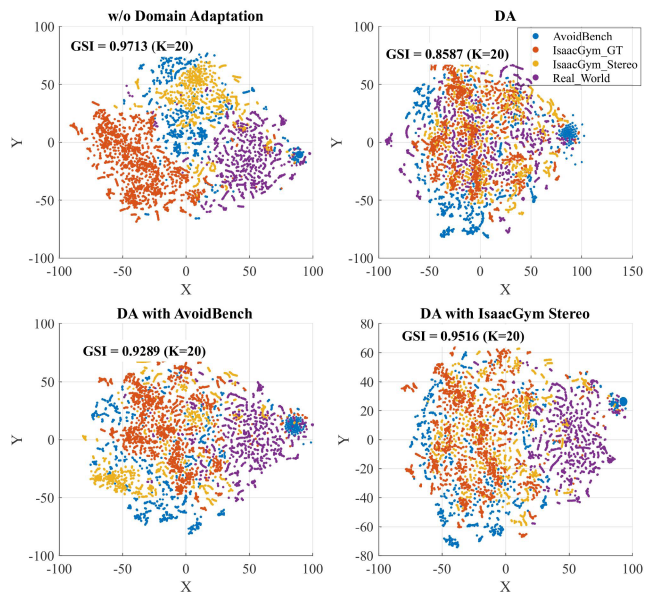 w/o Domain Adaptation
GSI = 0.9713 (K=20)
100
50
0
-50
-100
Y
-100
-50
0
50
100
X
DA
GSI = 0.8587 (K=20)
AvoidBench
IsaacGym_GT
IsaacGym_Stereo
Real_World
100
50
0
-50
-100
Y
-100
-50
0
50
100
150
X
DA with AvoidBench
GSI = 0.9289 (K=20)
100
50
0
-50
-100
Y
-100
-50
0
50
100
X
DA with IsaacGym Stereo
GSI = 0.9516 (K=20)
80
60
40
20
0
-20
-40
-60
-80
Y
-100
-50
0
50
100
X